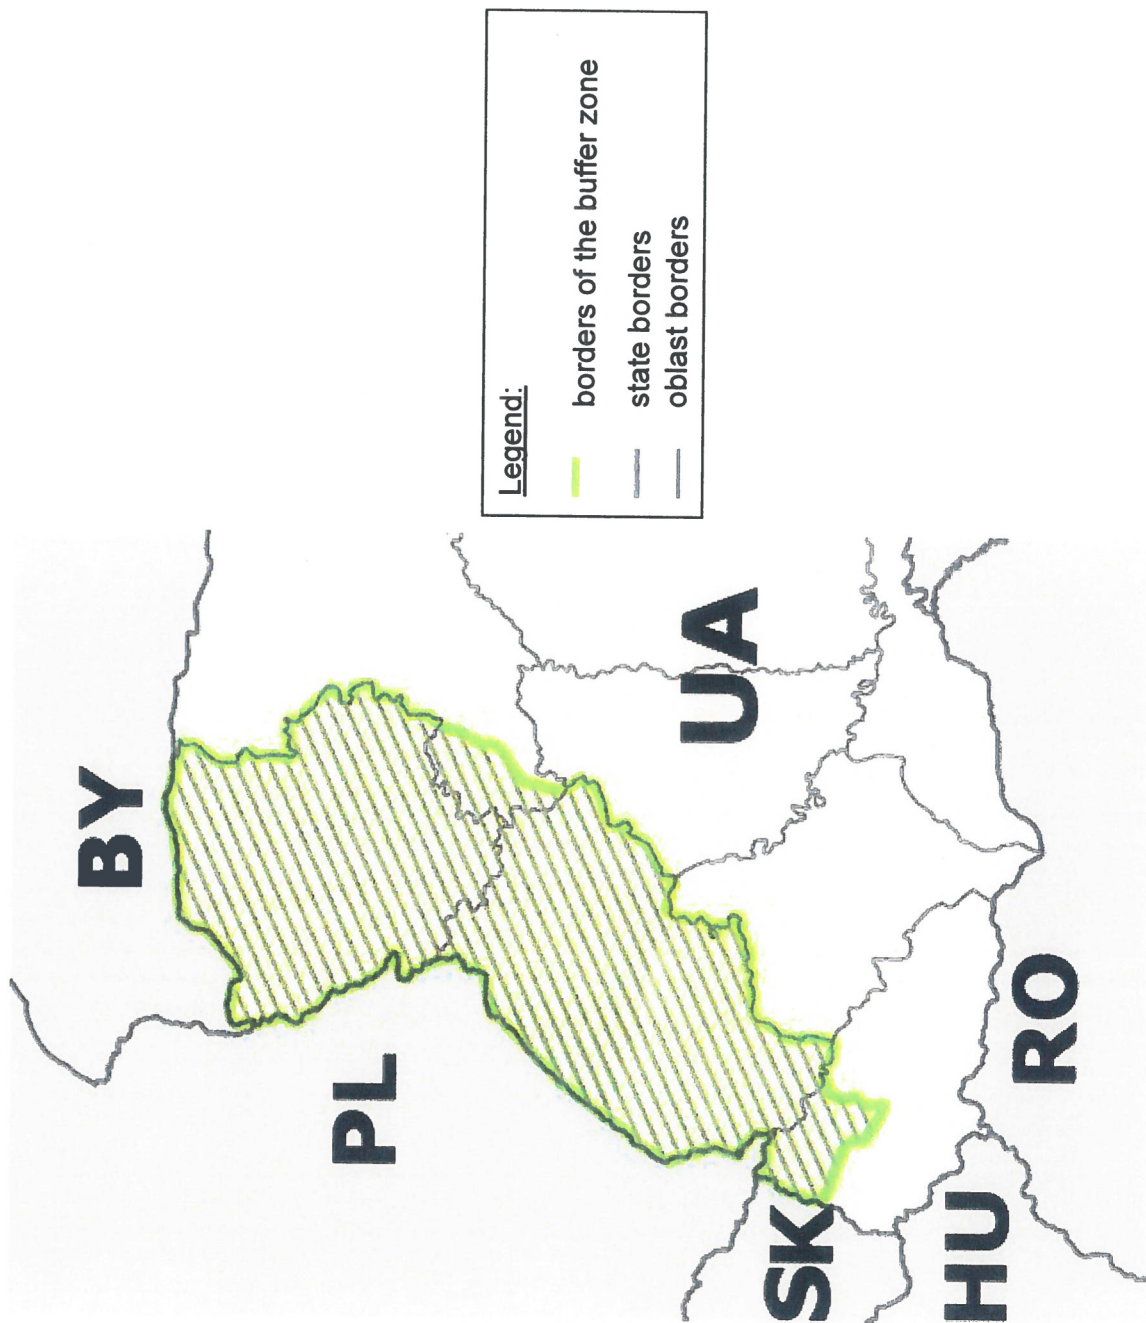 BY
PL
UA
SK
HU
RO
Legend:
borders of the buffer zone
state borders
oblast borders